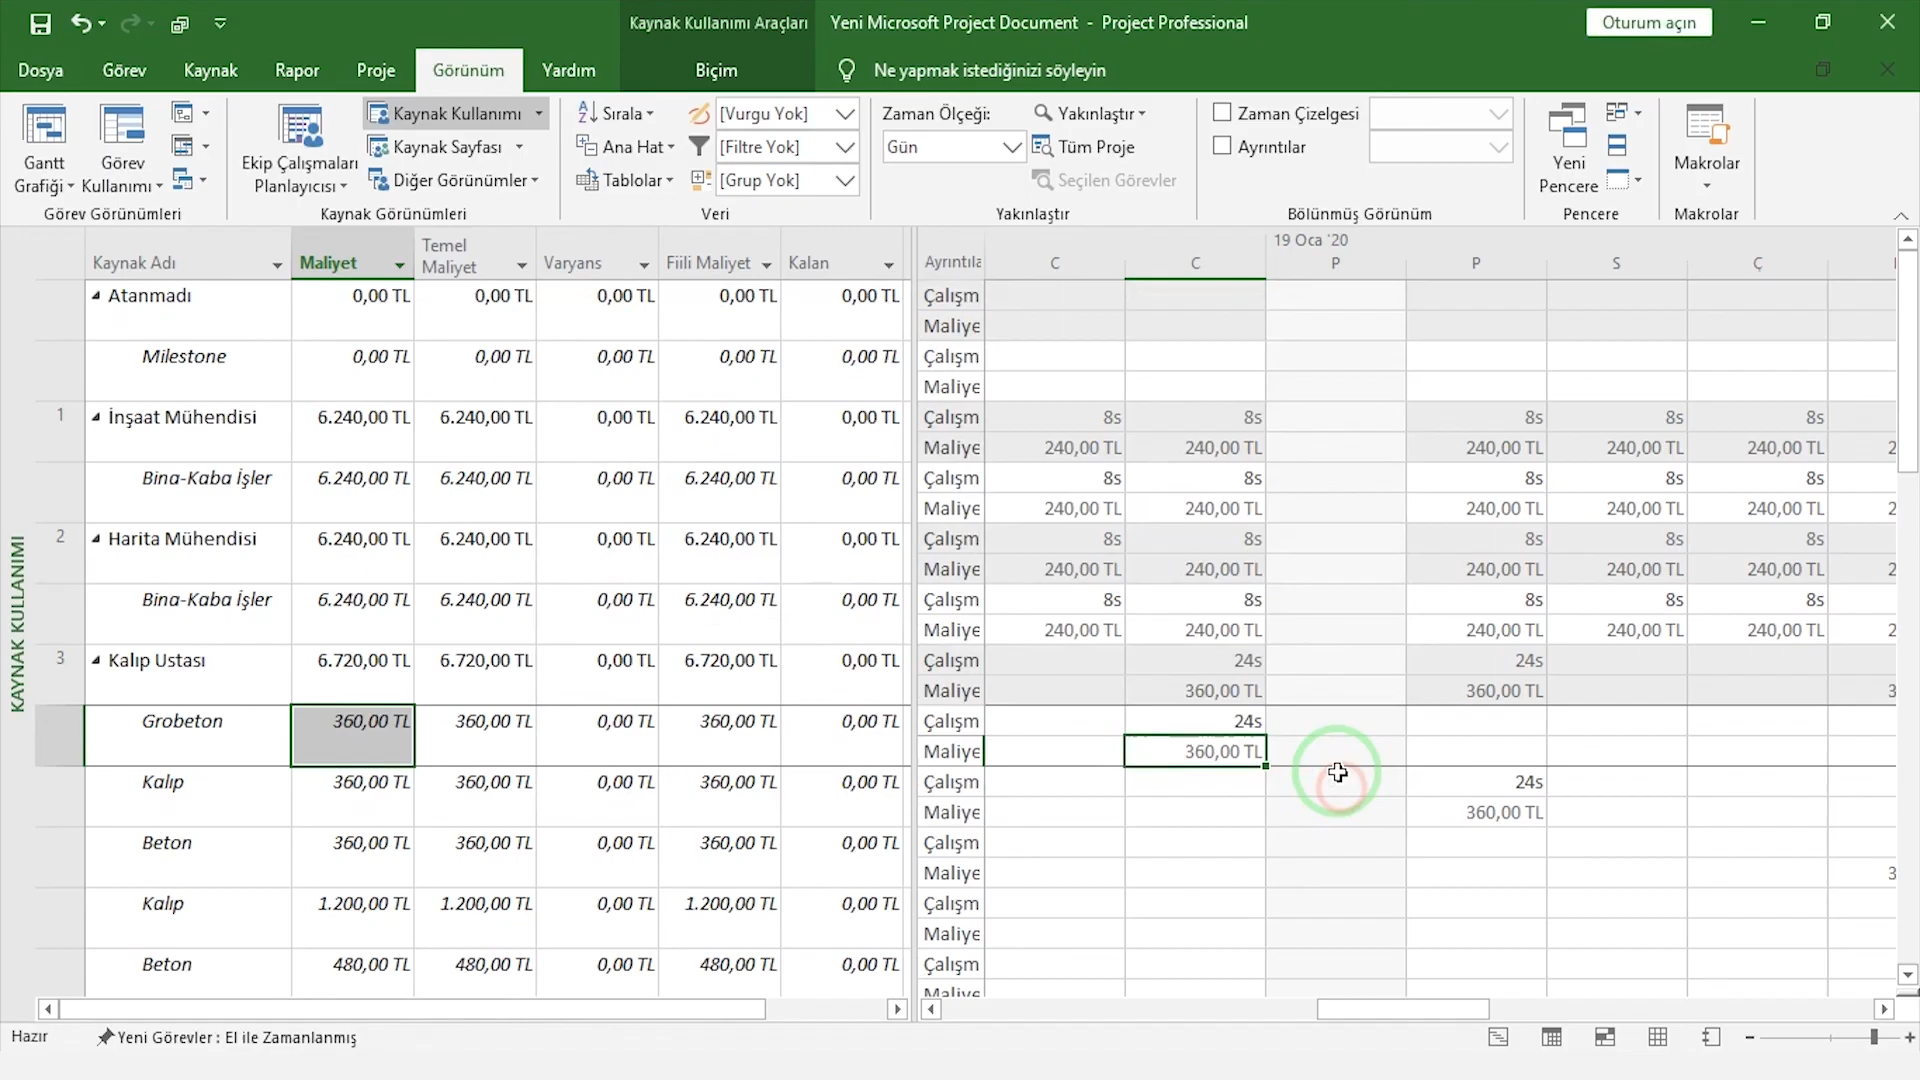 Kaynak Kullanımı Araçları
Yeni Microsoft Project Document - Project Professional
Oturum açın
Dosya
Görev
Kaynak
Rapor
Proje
Görünüm
Yardım
Biçim
Ne yapmak istediğinizi söyleyin
Gantt Grafiği
Görev Kullanımı
Görev Görünümleri
Ekip Çalışmaları Planlayıcısı
Kaynak Kullanımı
Kaynak Sayfası
Diğer Görünümler
Kaynak Görünümleri
Sırala
Ana Hat
Tablolar
[Vurgu Yok]
[Filtre Yok]
[Grup Yok]
Veri
Zaman Ölçeği:
Gün
Yakınlaştır
Tüm Proje
Seçilen Görevler
Yakınlaştır
Zaman Çizelgesi
Ayrıntılar
Bölünmüş Görünüm
Yeni Pencere
Pencere
Makrolar
Makrolar
KAYNAK KULLANIMI
Kaynak Adı Maliyet Temel Maliyet Varyans Fiili Maliyet Kalan
Ayrıntıla C C 19 Oca '20 P P S Ç
Atanmadı 0,00 TL 0,00 TL 0,00 TL 0,00 TL 0,00 TL Çalışm
Maliye
Milestone 0,00 TL 0,00 TL 0,00 TL 0,00 TL 0,00 TL Çalışm
Maliye
1 İnşaat Mühendisi 6.240,00 TL 6.240,00 TL 0,00 TL 6.240,00 TL 0,00 TL Çalışm 8s 8s 8s 8s 8s
Maliye 240,00 TL 240,00 TL 240,00 TL 240,00 TL 240,00 TL 2
Bina-Kaba İşler 6.240,00 TL 6.240,00 TL 0,00 TL 6.240,00 TL 0,00 TL Çalışm 8s 8s 8s 8s 8s
Maliye 240,00 TL 240,00 TL 240,00 TL 240,00 TL 240,00 TL 2
2 Harita Mühendisi 6.240,00 TL 6.240,00 TL 0,00 TL 6.240,00 TL 0,00 TL Çalışm 8s 8s 8s 8s 8s
Maliye 240,00 TL 240,00 TL 240,00 TL 240,00 TL 240,00 TL 2
Bina-Kaba İşler 6.240,00 TL 6.240,00 TL 0,00 TL 6.240,00 TL 0,00 TL Çalışm 8s 8s 8s 8s 8s
Maliye 240,00 TL 240,00 TL 240,00 TL 240,00 TL 240,00 TL 2
3 Kalıp Ustası 6.720,00 TL 6.720,00 TL 0,00 TL 6.720,00 TL 0,00 TL Çalışm 24s 24s
Maliye 360,00 TL 360,00 TL 3
Grobeton 360,00 TL 360,00 TL 0,00 TL 360,00 TL 0,00 TL Çalışm 24s
Maliye 360,00 TL
Kalıp 360,00 TL 360,00 TL 0,00 TL 360,00 TL 0,00 TL Çalışm 24s
Maliye 360,00 TL
Beton 360,00 TL 360,00 TL 0,00 TL 360,00 TL 0,00 TL Çalışm
Maliye 3
Kalıp 1.200,00 TL 1.200,00 TL 0,00 TL 1.200,00 TL 0,00 TL Çalışm
Maliye
Beton 480,00 TL 480,00 TL 0,00 TL 480,00 TL 0,00 TL Çalışm
Maliye
Hazır
Yeni Görevler : El ile Zamanlanmış